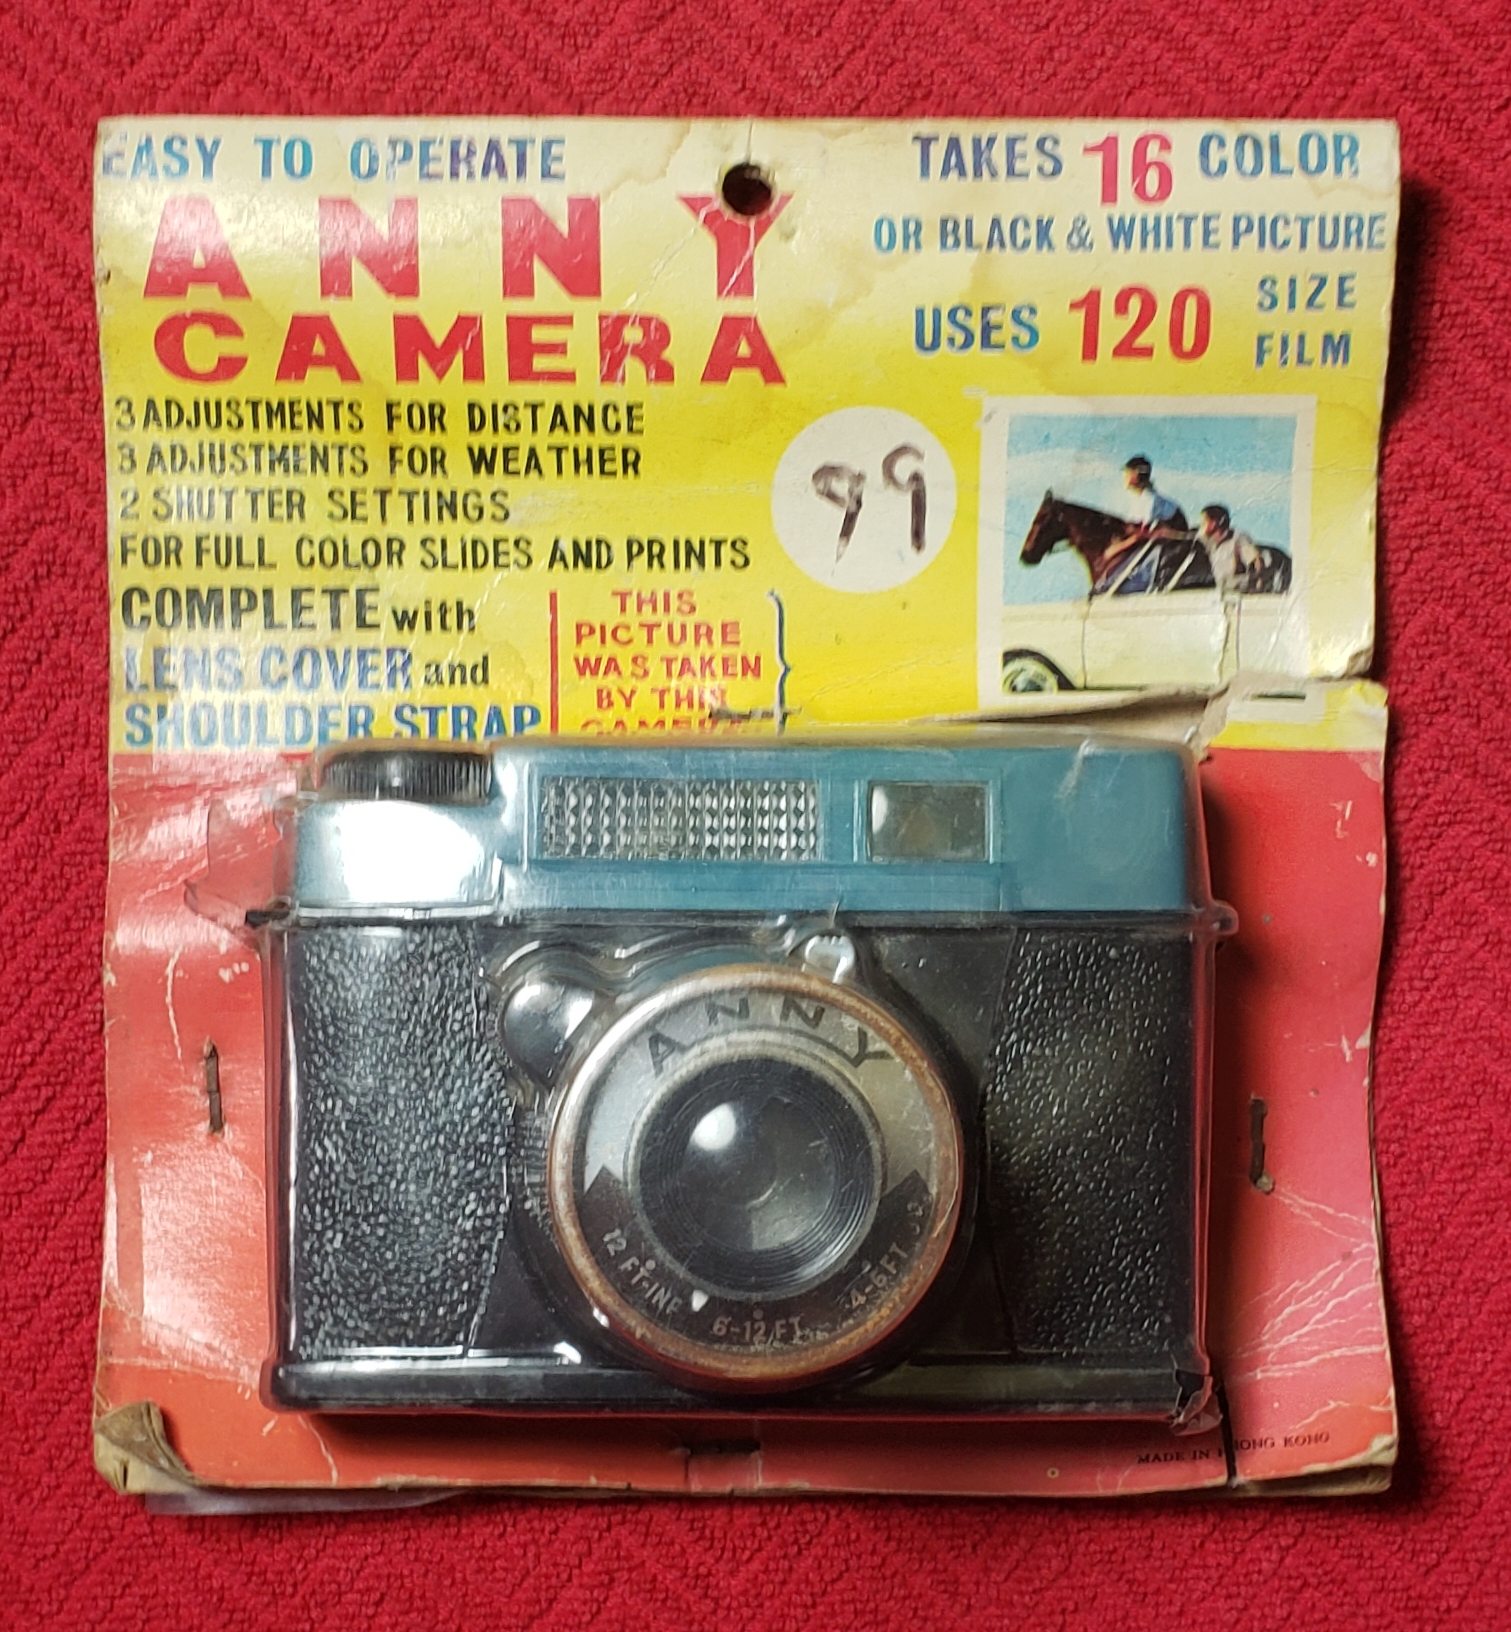 EASY TO OPERATE
ANNY
CAMERA
TAKES 16 COLOR
OR BLACK & WHITE PICTURE
USES 120 SIZE FILM
3 ADJUSTMENTS FOR DISTANCE
3 ADJUSTMENTS FOR WEATHER
2 SHUTTER SETTINGS
FOR FULL COLOR SLIDES AND PRINTS
COMPLETE with
LENS COVER and
SHOULDER STRAP
THIS
PICTURE
WAS TAKEN
BY THIS
CAMERA
99
ANNY
12 FT-INF 6-12 FT 4-6 FT
MADE IN HONG KONG